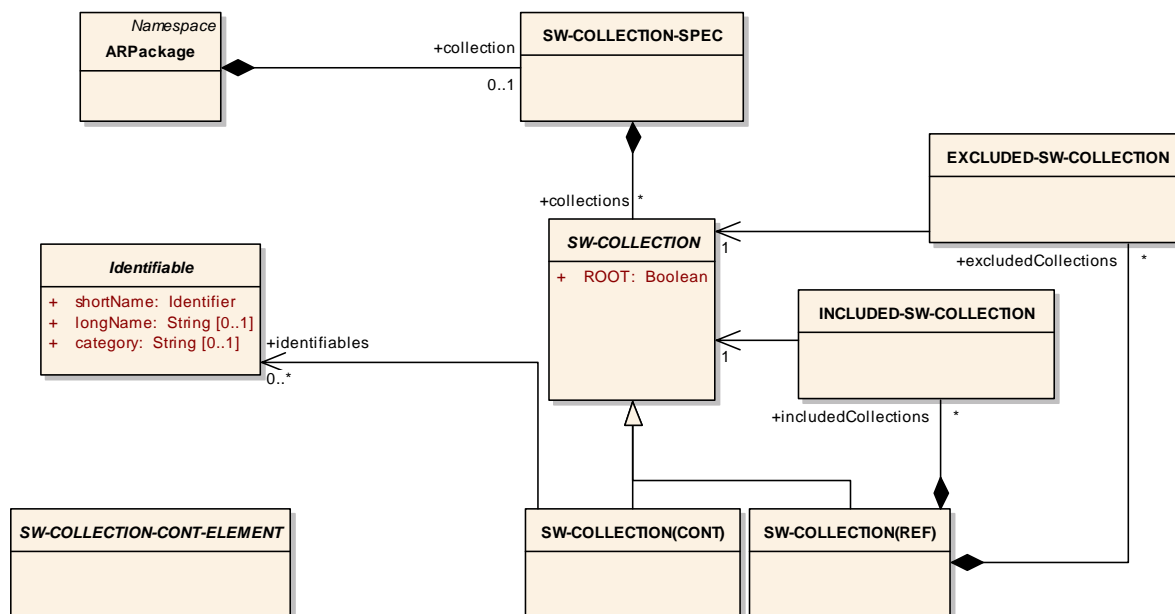 Namespace
ARPackage
+collection
0..1
SW-COLLECTION-SPEC
EXCLUDED-SW-COLLECTION
+collections *
SW-COLLECTION
+ ROOT: Boolean
1
+excludedCollections *
Identifiable
+ shortName: Identifier
+ longName: String [0..1]
+ category: String [0..1]
+identifiables
0..*
INCLUDED-SW-COLLECTION
1
+includedCollections *
SW-COLLECTION-CONT-ELEMENT
SW-COLLECTION(CONT)
SW-COLLECTION(REF)